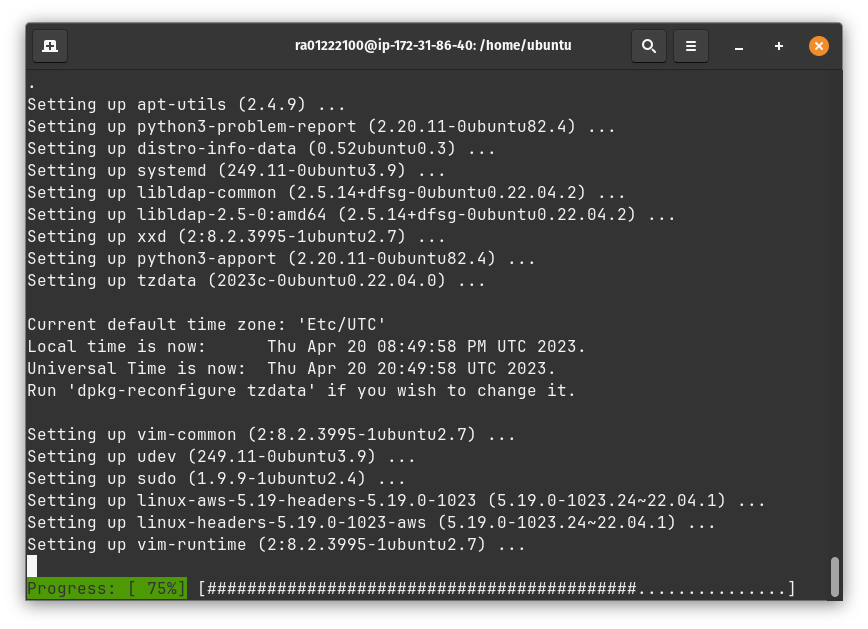 ra01222100@ip-172-31-86-40: /home/ubuntu
.
Setting up apt-utils (2.4.9) ...
Setting up python3-problem-report (2.20.11-0ubuntu82.4) ...
Setting up distro-info-data (0.52ubuntu0.3) ...
Setting up systemd (249.11-0ubuntu3.9) ...
Setting up libldap-common (2.5.14+dfsg-0ubuntu0.22.04.2) ...
Setting up libldap-2.5-0:amd64 (2.5.14+dfsg-0ubuntu0.22.04.2) ...
Setting up xxd (2:8.2.3995-1ubuntu2.7) ...
Setting up python3-apport (2.20.11-0ubuntu82.4) ...
Setting up tzdata (2023c-0ubuntu0.22.04.0) ...
Current default time zone: 'Etc/UTC'
Local time is now:      Thu Apr 20 08:49:58 PM UTC 2023.
Universal Time is now:  Thu Apr 20 20:49:58 UTC 2023.
Run 'dpkg-reconfigure tzdata' if you wish to change it.
Setting up vim-common (2:8.2.3995-1ubuntu2.7) ...
Setting up udev (249.11-0ubuntu3.9) ...
Setting up sudo (1.9.9-1ubuntu2.4) ...
Setting up linux-aws-5.19-headers-5.19.0-1023 (5.19.0-1023.24~22.04.1) ...
Setting up linux-headers-5.19.0-1023-aws (5.19.0-1023.24~22.04.1) ...
Setting up vim-runtime (2:8.2.3995-1ubuntu2.7) ...
Progress: [ 75%] [###########################################...............]